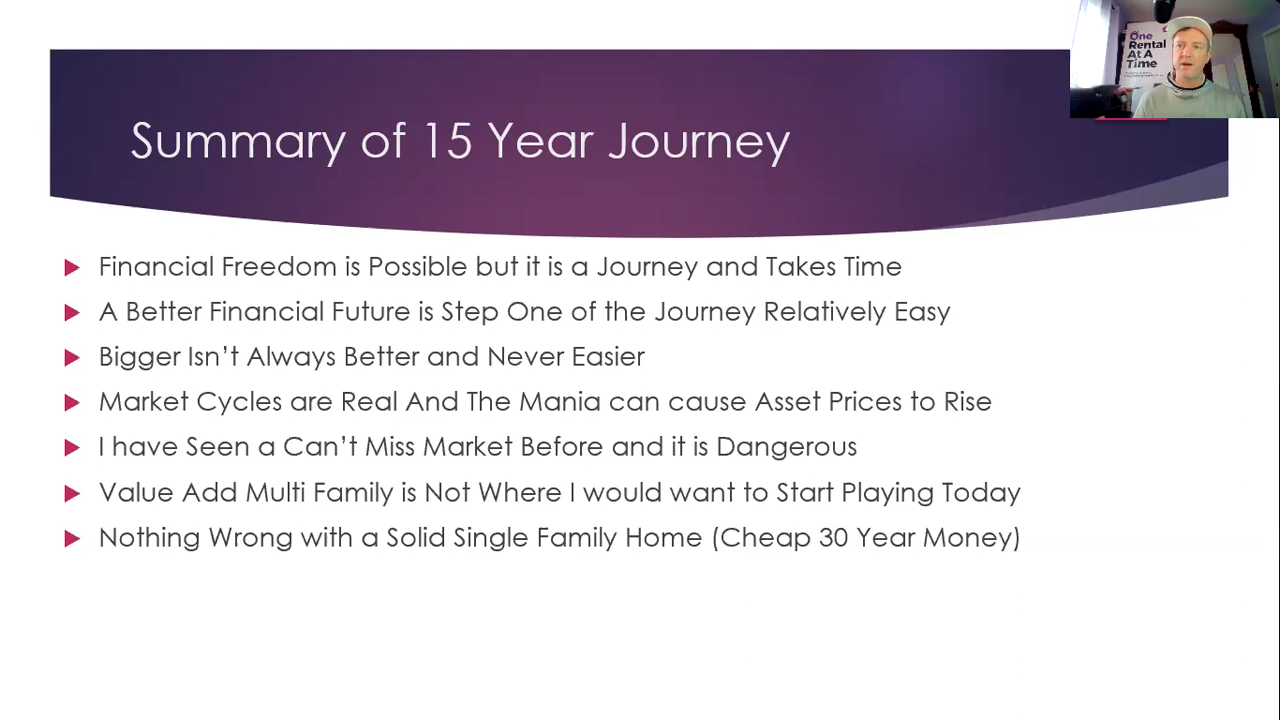 Summary of 15 Year Journey
One
Rental
At A
Time
Financial Freedom is Possible but it is a Journey and Takes Time
A Better Financial Future is Step One of the Journey Relatively Easy
Bigger Isn’t Always Better and Never Easier
Market Cycles are Real And The Mania can cause Asset Prices to Rise
I have Seen a Can’t Miss Market Before and it is Dangerous
Value Add Multi Family is Not Where I would want to Start Playing Today
Nothing Wrong with a Solid Single Family Home (Cheap 30 Year Money)